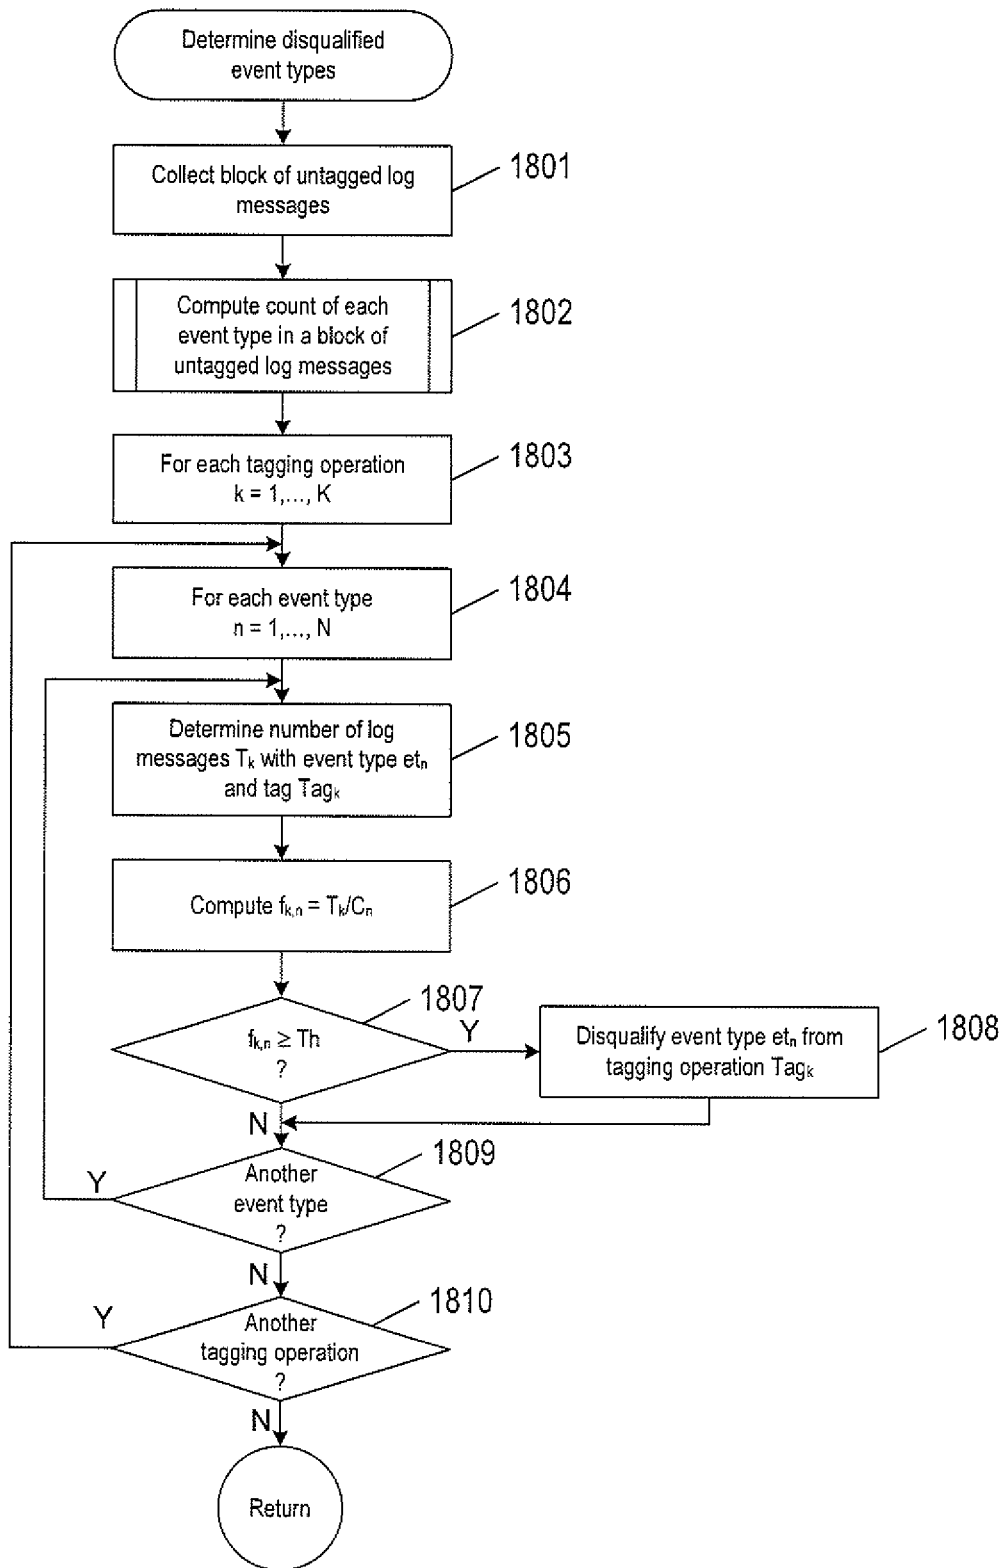 Determine disqualified
event types
Collect block of untagged log
messages
1801
Compute count of each
event type in a block of
untagged log messages
1802
For each tagging operation
k = 1,..., K
1803
For each event type
n = 1,..., N
1804
Determine number of log
messages Tₖ with event type etₙ
and tag Tagₖ
1805
Compute fₖ,ₙ = Tₖ/Cₙ
1806
fₖ,ₙ ≥ Th
?
1807
Y
Disqualify event type etₙ from
tagging operation Tagₖ
1808
N
Another
event type
?
1809
Y
N
Another
tagging operation
?
1810
Y
N
Return